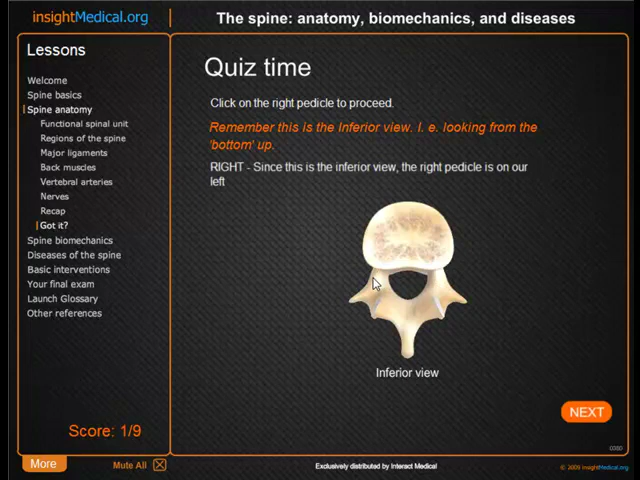 insightMedical.org
The spine: anatomy, biomechanics, and diseases
Lessons
Welcome
Spine basics
Spine anatomy
Functional spinal unit
Regions of the spine
Major ligaments
Back muscles
Vertebral arteries
Nerves
Recap
Got it?
Spine biomechanics
Diseases of the spine
Basic interventions
Your final exam
Launch Glossary
Other references
Score: 1/9
Quiz time
Click on the right pedicle to proceed.
Remember this is the Inferior view. I. e. looking from the
'bottom' up.
RIGHT - Since this is the inferior view, the right pedicle is on our
left
Inferior view
NEXT
More
Mute All
Exclusively distributed by Interact Medical
© 2009 insightMedical.org